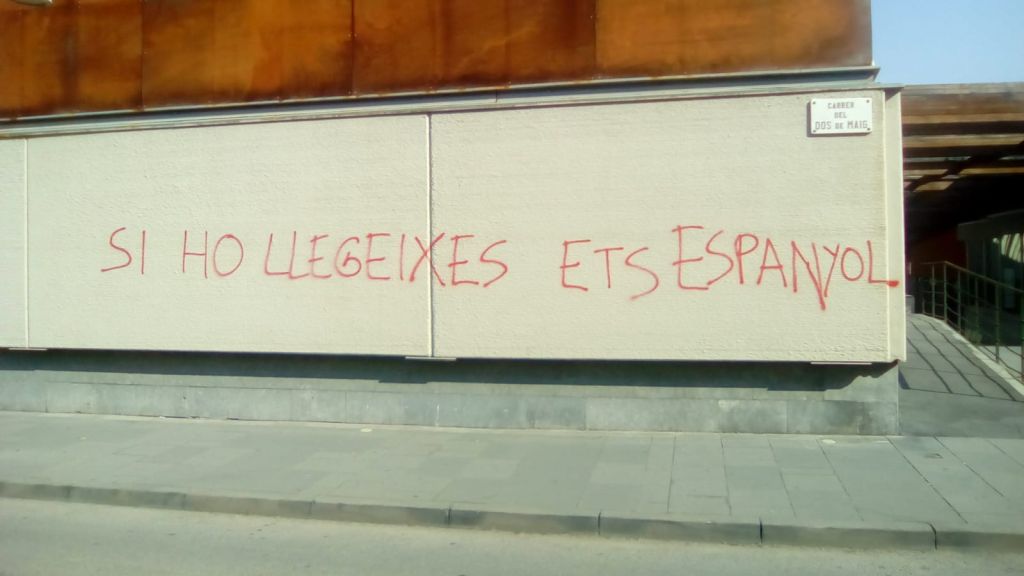 CARRER
DEL
DOS DE MAIG
SI HO LLEGEIXES ETS ESPANYOL